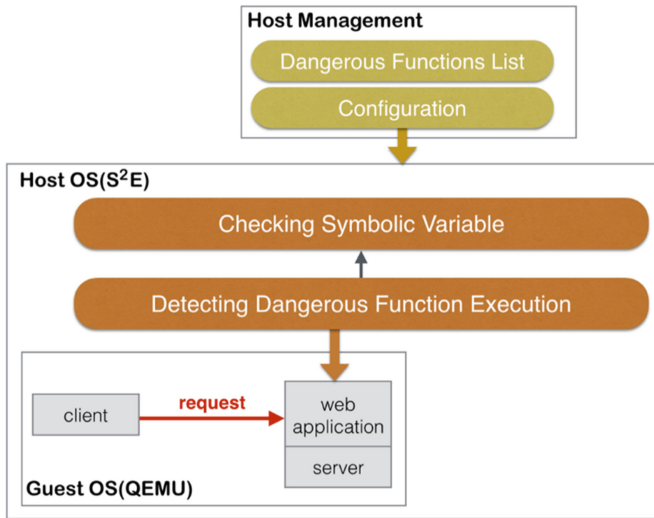 Host Management
Dangerous Functions List
Configuration
Host OS(S²E)
Checking Symbolic Variable
Detecting Dangerous Function Execution
client
request
web
application
server
Guest OS(QEMU)